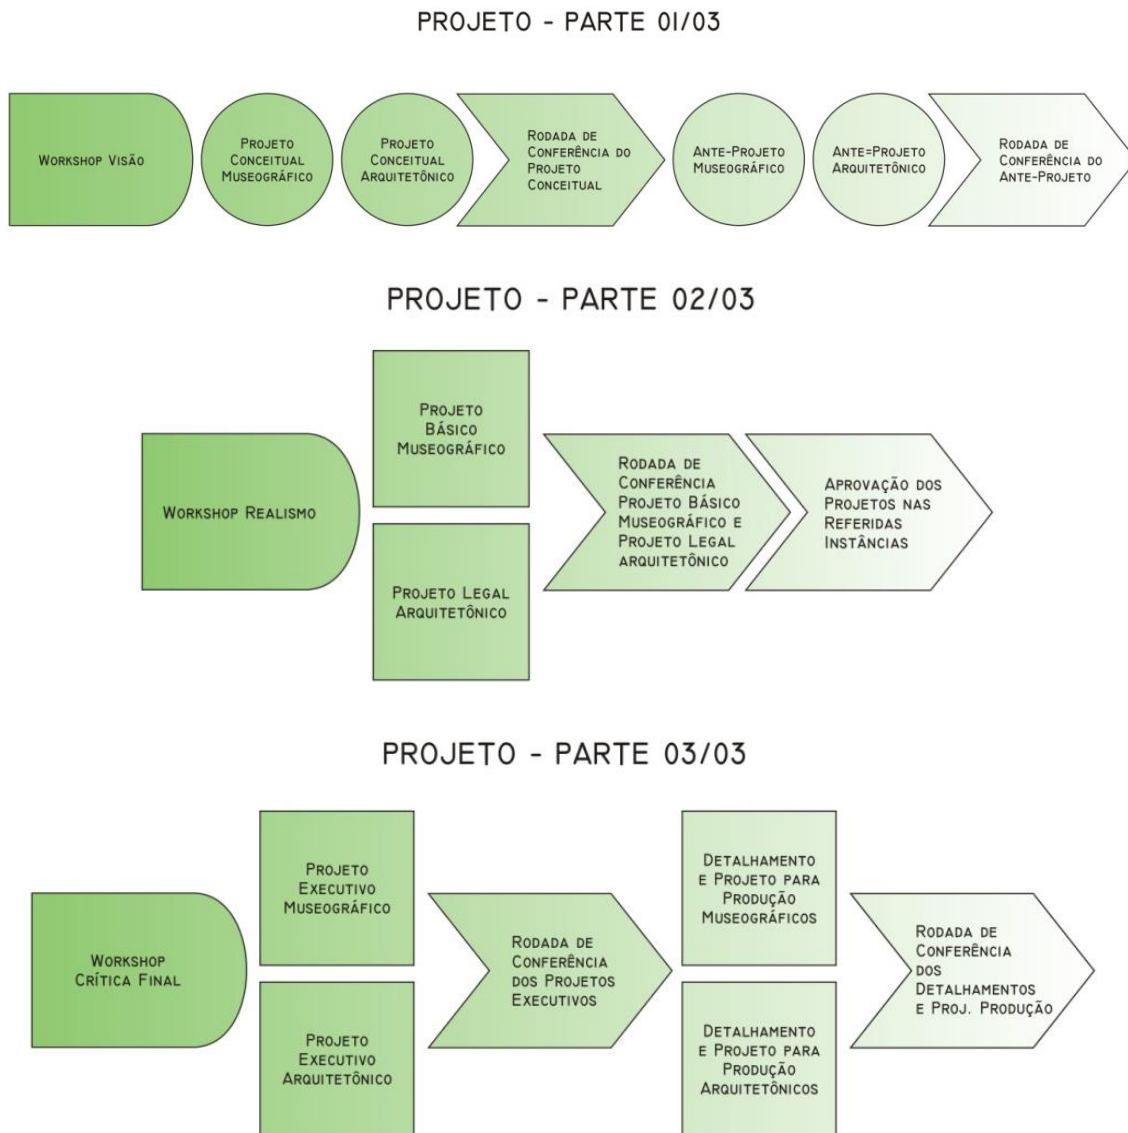 PROJETO - PARTE 01/03
WORKSHOP VISÃO
PROJETO
CONCEITUAL
MUSEOGRÁFICO
PROJETO
CONCEITUAL
ARQUITETÔNICO
RODADA DE
CONFERÊNCIA DO
PROJETO
CONCEITUAL
ANTE-PROJETO
MUSEOGRÁFICO
ANTE=PROJETO
ARQUITETÔNICO
RODADA DE
CONFERÊNCIA DO
ANTE-PROJETO
PROJETO - PARTE 02/03
WORKSHOP REALISMO
PROJETO
BÁSICO
MUSEOGRÁFICO
PROJETO LEGAL
ARQUITETÔNICO
RODADA DE
CONFERÊNCIA
PROJETO BÁSICO
MUSEOGRÁFICO E
PROJETO LEGAL
ARQUITETÔNICO
APROVAÇÃO DOS
PROJETOS NAS
REFERIDAS
INSTÂNCIAS
PROJETO - PARTE 03/03
WORKSHOP
CRÍTICA FINAL
PROJETO
EXECUTIVO
MUSEOGRÁFICO
PROJETO
EXECUTIVO
ARQUITETÔNICO
RODADA DE
CONFERÊNCIA
DOS PROJETOS
EXECUTIVOS
DETALHAMENTO
E PROJETO PARA
PRODUÇÃO
MUSEOGRÁFICOS
DETALHAMENTO
E PROJETO PARA
PRODUÇÃO
ARQUITETÔNICOS
RODADA DE
CONFERÊNCIA
DOS
DETALHAMENTOS
E PROJ. PRODUÇÃO